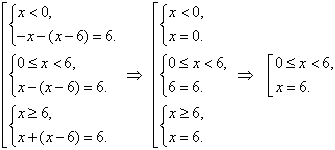 x < 0,
−x − (x − 6) = 6.
0 ≤ x < 6,
x − (x − 6) = 6.
x ≥ 6,
x + (x − 6) = 6.
⇒
x < 0,
x = 0.
0 ≤ x < 6,
6 = 6.
x ≥ 6,
x = 6.
⇒
0 ≤ x < 6,
x = 6.